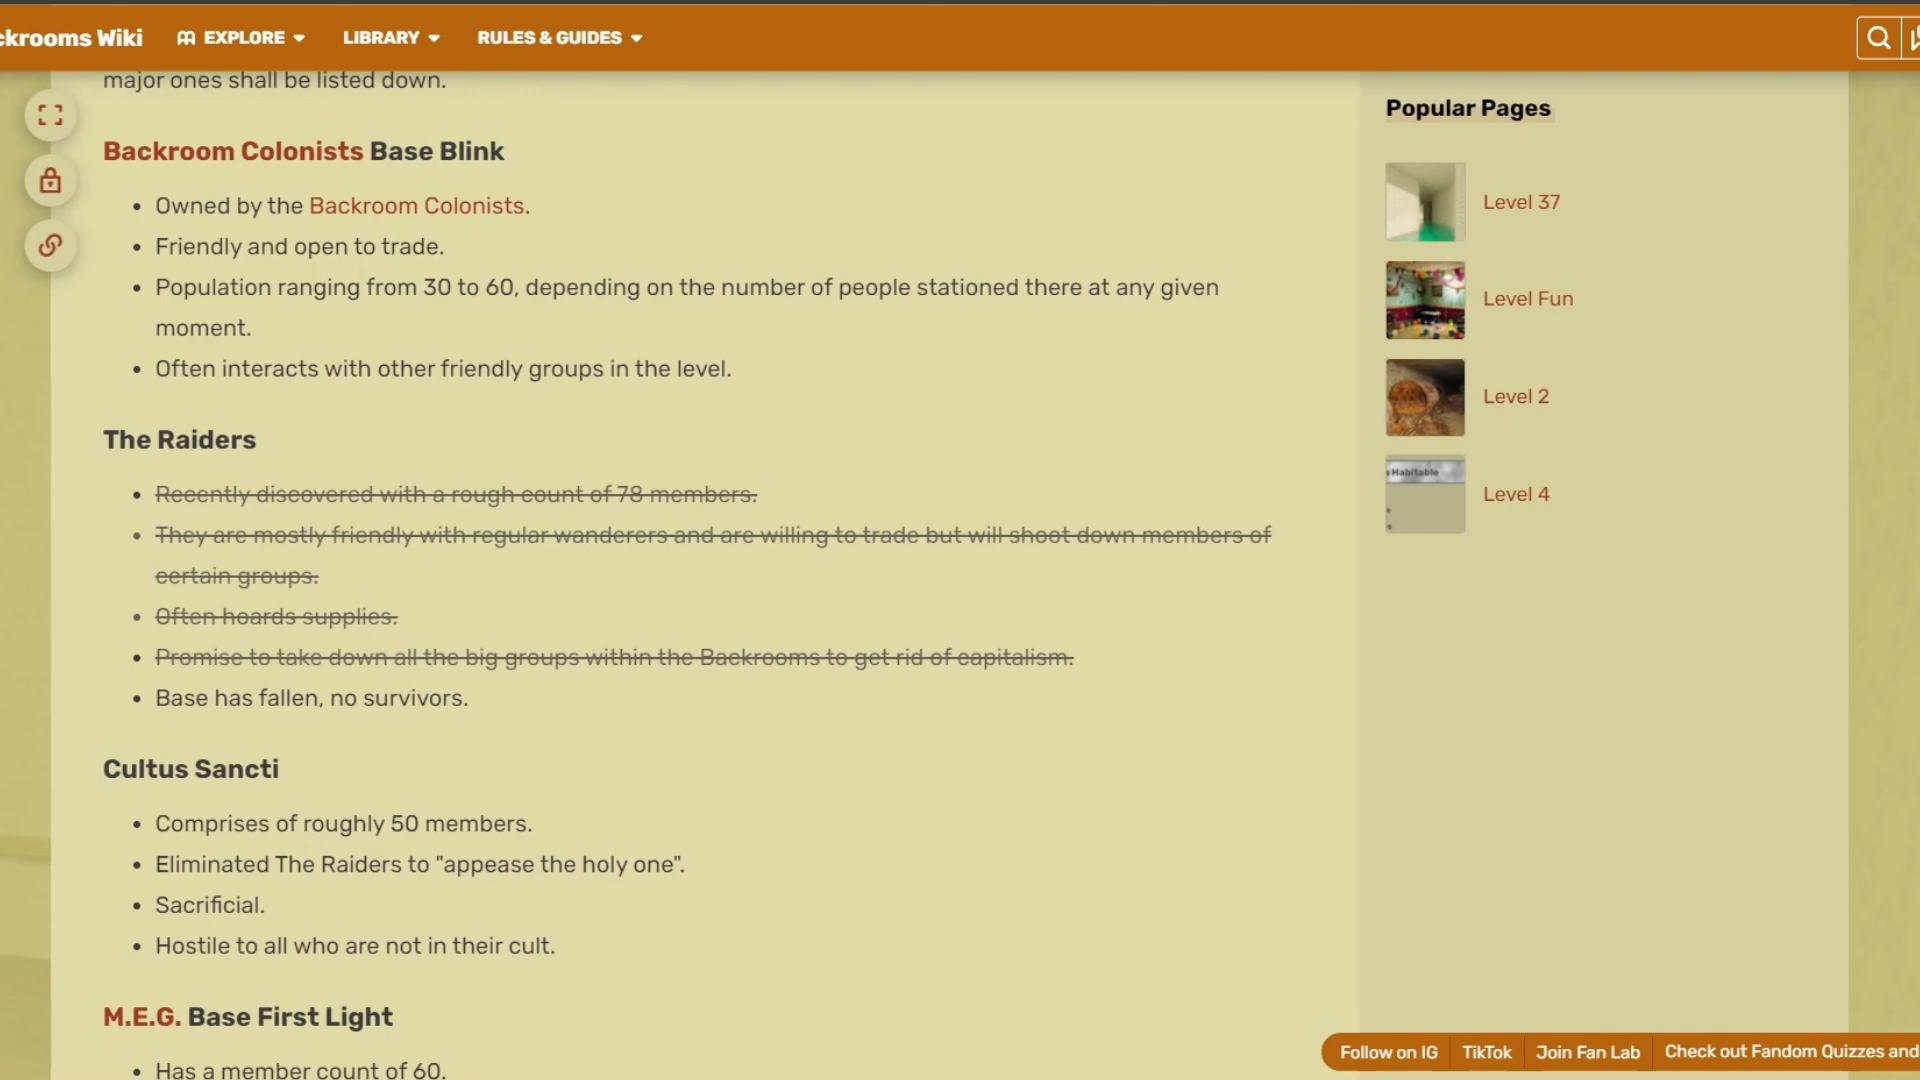 ckrooms Wiki EXPLORE LIBRARY RULES & GUIDES
major ones shall be listed down.
Backroom Colonists Base Blink
Owned by the Backroom Colonists.
Friendly and open to trade.
Population ranging from 30 to 60, depending on the number of people stationed there at any given
moment.
Often interacts with other friendly groups in the level.
The Raiders
Recently discovered with a rough count of 78 members.
They are mostly friendly with regular wanderers and are willing to trade but will shoot down members of
certain groups.
Often hoards supplies.
Promise to take down all the big groups within the Backrooms to get rid of capitalism.
Base has fallen, no survivors.
Cultus Sancti
Comprises of roughly 50 members.
Eliminated The Raiders to "appease the holy one".
Sacrificial.
Hostile to all who are not in their cult.
M.E.G. Base First Light
Has a member count of 60.
Popular Pages
Level 37
Level Fun
Level 2
Habitable
Level 4
Follow on IG TikTok Join Fan Lab Check out Fandom Quizzes and